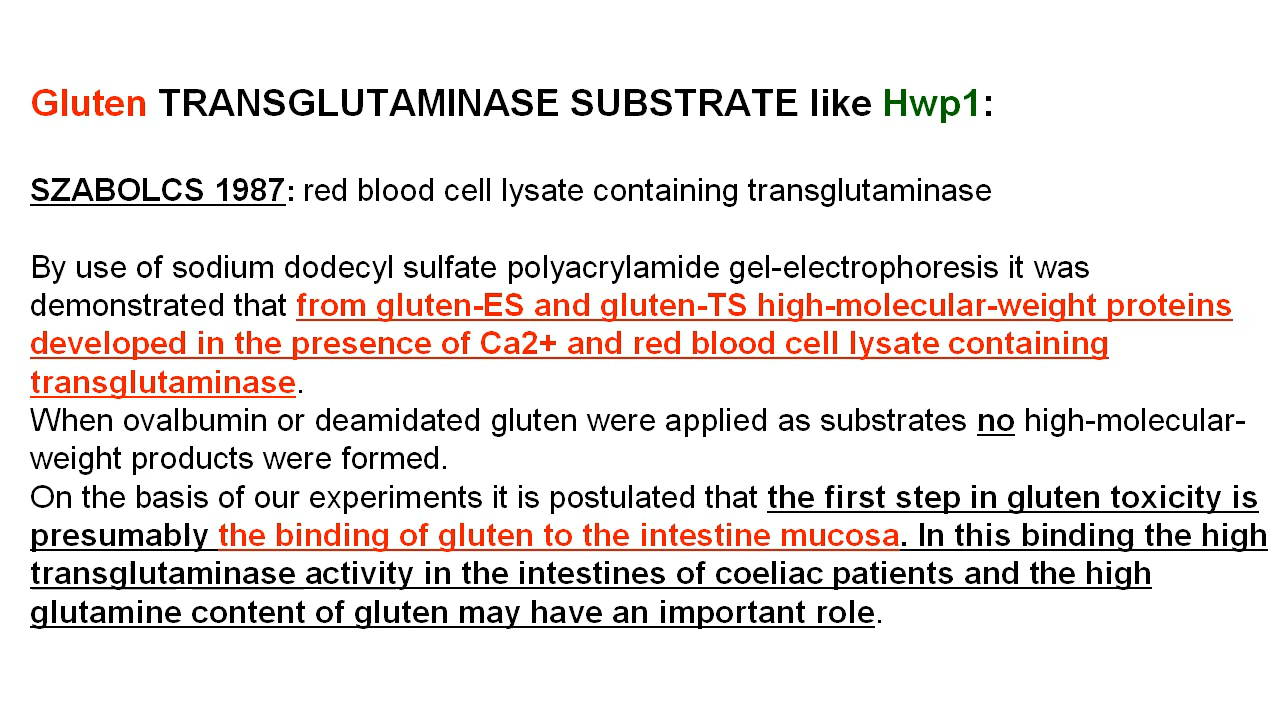 Gluten TRANSGLUTAMINASE SUBSTRATE like Hwp1:
SZABOLCS 1987: red blood cell lysate containing transglutaminase
By use of sodium dodecyl sulfate polyacrylamide gel-electrophoresis it was
demonstrated that from gluten-ES and gluten-TS high-molecular-weight proteins
developed in the presence of Ca2+ and red blood cell lysate containing
transglutaminase.
When ovalbumin or deamidated gluten were applied as substrates no high-molecular-
weight products were formed.
On the basis of our experiments it is postulated that the first step in gluten toxicity is
presumably the binding of gluten to the intestine mucosa. In this binding the high
transglutaminase activity in the intestines of coeliac patients and the high
glutamine content of gluten may have an important role.